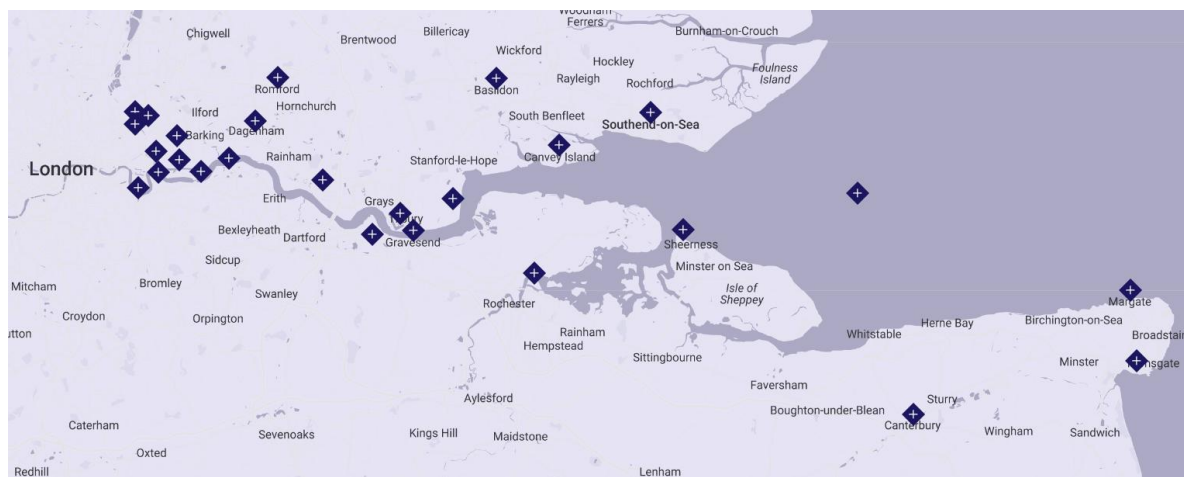 Woodham
Ferrers
Burnham-on-Crouch
Chigwell
Brentwood
Billericay
Wickford
Hockley
Foulness
Island
Rayleigh
Rochford
Romford
Basildon
Hornchurch
Ilford
South Benfleet
Southend-on-Sea
Barking
Dagenham
Rainham
Canvey Island
Stanford-le-Hope
London
Erith
Grays
Bexleyheath
Dartford
Gravesend
Sheerness
Sidcup
Minster on Sea
Mitcham
Bromley
Swanley
Isle of
Sheppey
Rochester
Margate
Croydon
Orpington
Birchington-on-Sea
Herne Bay
Whitstable
Rainham
Hempstead
Sittingbourne
Minster
Faversham
Aylesford
Sturry
Boughton-under-Blean
Canterbury
Wingham
Sandwich
Caterham
Sevenoaks
Kings Hill
Maidstone
Oxted
Redhill
Lenham